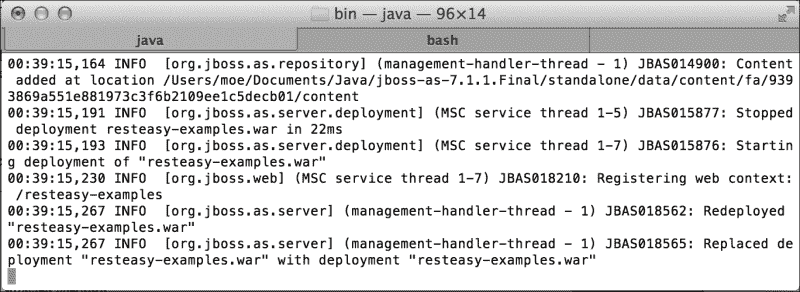 bin — java — 96×14
java bash
00:39:15,164 INFO  [org.jboss.as.repository] (management-handler-thread - 1) JBAS014900: Content
 added at location /Users/moe/Documents/Java/jboss-as-7.1.1.Final/standalone/data/content/fa/939
3869a551e881973c3f6b2109ee1c5decb01/content
00:39:15,191 INFO  [org.jboss.as.server.deployment] (MSC service thread 1-5) JBAS015877: Stopped
 deployment resteasy-examples.war in 22ms
00:39:15,193 INFO  [org.jboss.as.server.deployment] (MSC service thread 1-7) JBAS015876: Startin
g deployment of "resteasy-examples.war"
00:39:15,230 INFO  [org.jboss.web] (MSC service thread 1-7) JBAS018210: Registering web context:
 /resteasy-examples
00:39:15,267 INFO  [org.jboss.as.server] (management-handler-thread - 1) JBAS018562: Redeployed
"resteasy-examples.war"
00:39:15,267 INFO  [org.jboss.as.server] (management-handler-thread - 1) JBAS018565: Replaced de
ployment "resteasy-examples.war" with deployment "resteasy-examples.war"